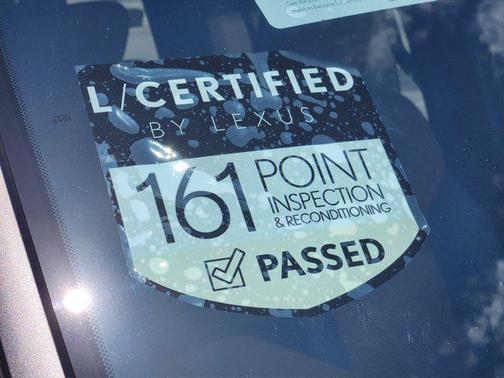 L/CERTIFIED
BY LEXUS
161 POINT
INSPECTION
& RECONDITIONING
PASSED